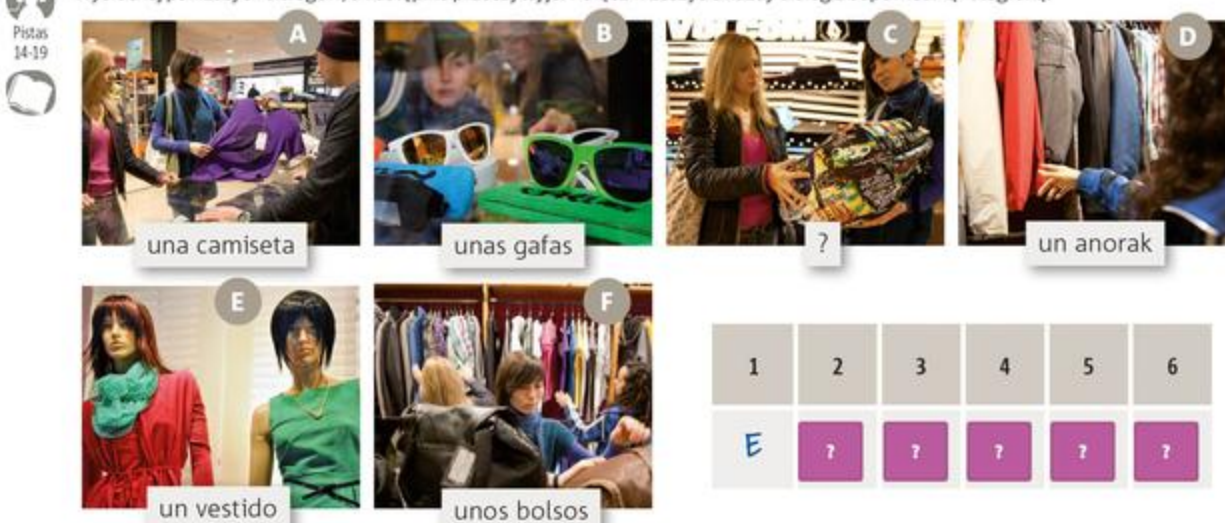 Pistas
14-19
A
B
C
D
una camiseta
unas gafas
?
un anorak
E
F
un vestido
unos bolsos
1 2 3 4 5 6
E ? ? ? ? ?